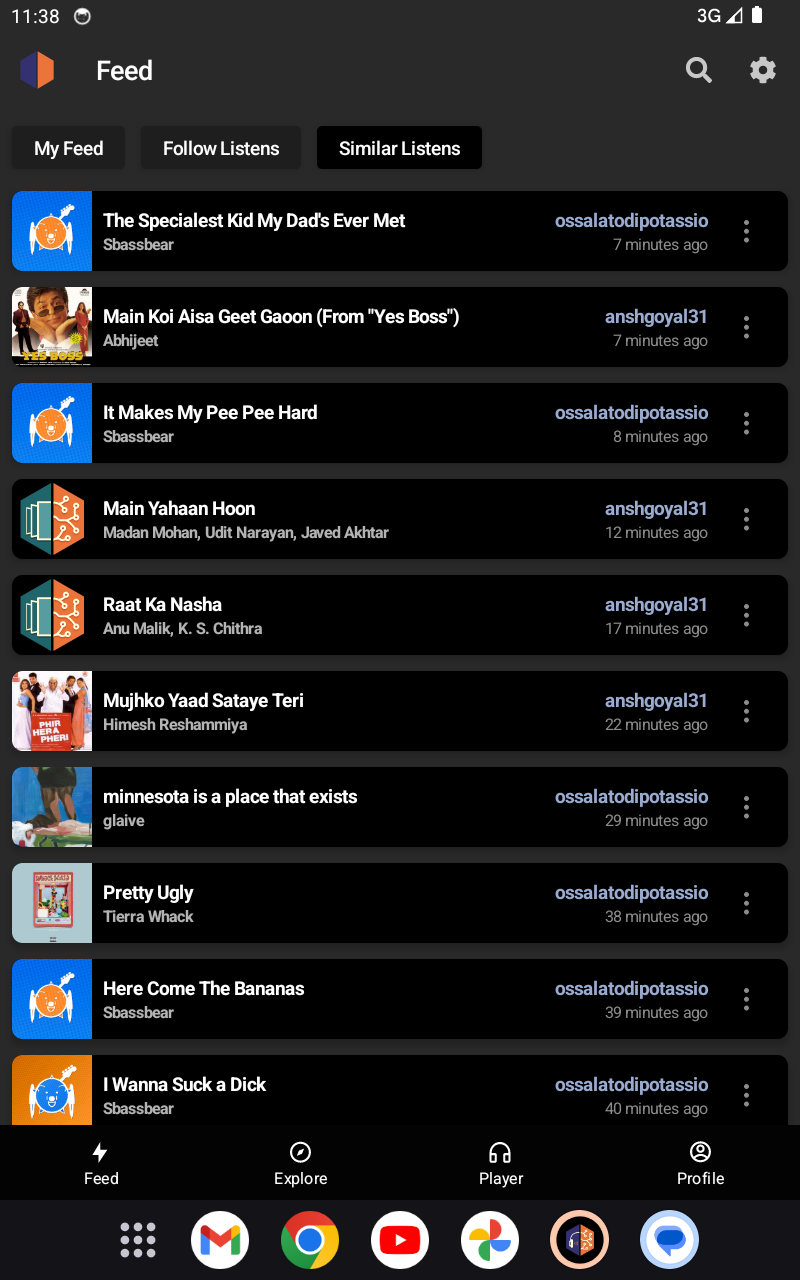 11:38
3G
Feed
My Feed
Follow Listens
Similar Listens
The Specialest Kid My Dad's Ever Met
ossalatodipotassio
Sbassbear
7 minutes ago
Main Koi Aisa Geet Gaoon (From "Yes Boss")
anshgoyal31
Abhijeet
7 minutes ago
YES BOSS
It Makes My Pee Pee Hard
ossalatodipotassio
Sbassbear
8 minutes ago
Main Yahaan Hoon
anshgoyal31
Madan Mohan, Udit Narayan, Javed Akhtar
12 minutes ago
Raat Ka Nasha
anshgoyal31
Anu Malik, K. S. Chithra
17 minutes ago
Mujhko Yaad Sataye Teri
anshgoyal31
Himesh Reshammiya
22 minutes ago
PHIR
HERA
PHERI
minnesota is a place that exists
ossalatodipotassio
glaive
29 minutes ago
Pretty Ugly
ossalatodipotassio
Tierra Whack
38 minutes ago
Here Come The Bananas
ossalatodipotassio
Sbassbear
39 minutes ago
I Wanna Suck a Dick
ossalatodipotassio
Sbassbear
40 minutes ago
Feed
Explore
Player
Profile